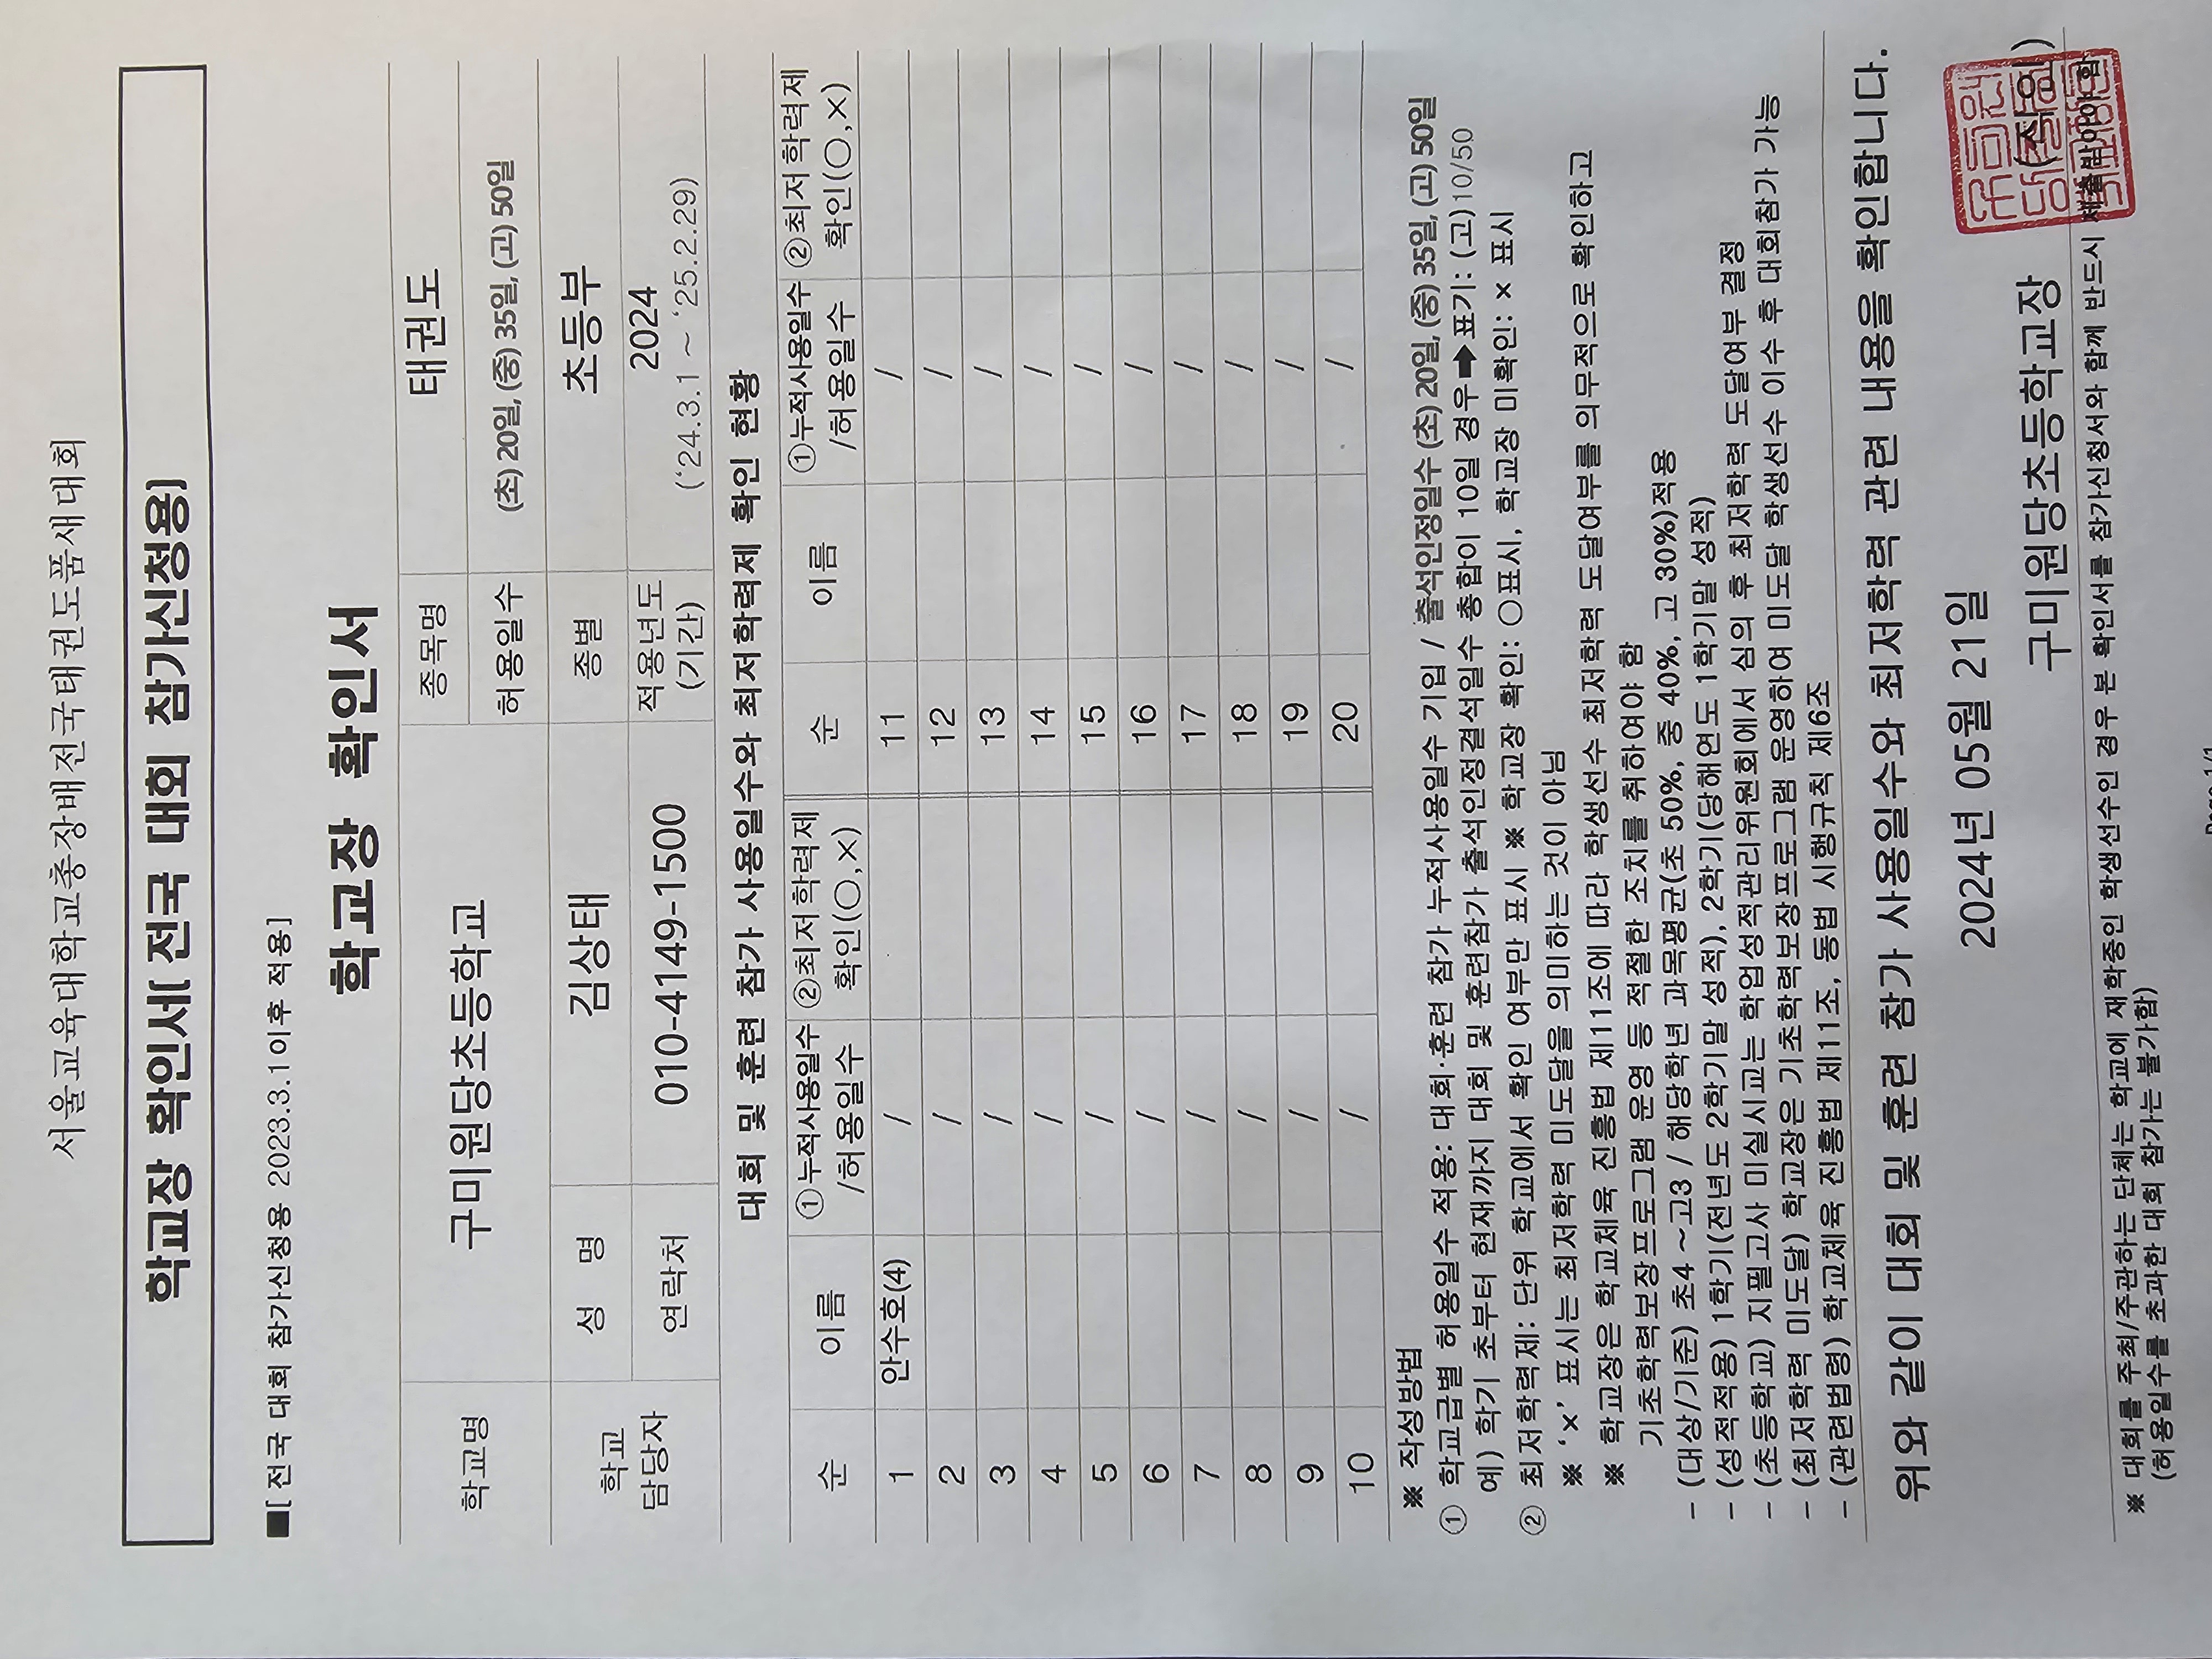 서울교육대학교총장배전국태권도품새대회
학교장 확인서[ 전국 대회 참가신청용]
■[ 전국 대회 참가신청용 2023.3.1이후 적용]
학교장 확인서
학교명 구미원당초등학교 종목명 태권도
허용일수 (초) 20일, (중) 35일, (고) 50일
학교 담당자 성 명 김상태 종별 초등부
연락처 010-4149-1500 적용년도 (기간) 2024 ('24.3.1 ~ '25.2.29)
대회 및 훈련 참가 사용일수와 최저학력제 확인 현황
순 이름 ①누적사용일수 /허용일수 ②최저학력제 확인(○,×) 순 이름 ①누적사용일수 /허용일수 ②최저학력제 확인(○,×)
1 안수호(4) / 11 /
2 / 12 /
3 / 13 /
4 / 14 /
5 / 15 /
6 / 16 /
7 / 17 /
8 / 18 /
9 / 19 /
10 / 20 /
※ 작성방법
① 학교급별 허용일수 적용: 대회·훈련 참가 누적사용일수 기입 / 출석인정일수 (초) 20일, (중) 35일, (고) 50일
예) 학기 초부터 현재까지 대회 및 훈련참가 출석인정결석일수 총합이 10일 경우➡표기: (고)10/50
② 최저학력제: 단위 학교에서 확인 여부만 표시 ※ 학교장 확인: ○표시, 학교장 미확인: × 표시
※ '×' 표시는 최저학력 미도달을 의미하는 것이 아님
※ 학교장은 학교체육 진흥법 제11조에 따라 학생선수 최저학력 도달여부를 의무적으로 확인하고
기초학력보장프로그램 운영 등 적절한 조치를 취하여야 함
- (대상/기준) 초4 ~고3 / 해당학년 과목평균(초 50%, 중 40%, 고 30%)적용
- (성적적용) 1학기(전년도 2학기말 성적), 2학기(당해연도 1학기말 성적)
- (초등학교) 지필고사 미실시교는 학업성적관리위원회에서 심의 후 최저학력 도달여부 결정
- (최저학력 미도달) 학교장은 기초학력보장프로그램 운영하여 미도달 학생선수 이수 후 대회참가 가능
- (관련법령) 학교체육 진흥법 제11조, 동법 시행규칙 제6조
위와 같이 대회 및 훈련 참가 사용일수와 최저학력 관련 내용을 확인합니다.
2024년 05월 21일
구미원당초등학교장 (직인)
※ 대회를 주최/주관하는 단체는 학교에 재학중인 학생선수인 경우 본 확인서를 참가신청서와 함께 반드시 제출받아야 함
(허용일수를 초과한 대회 참가는 불가함)